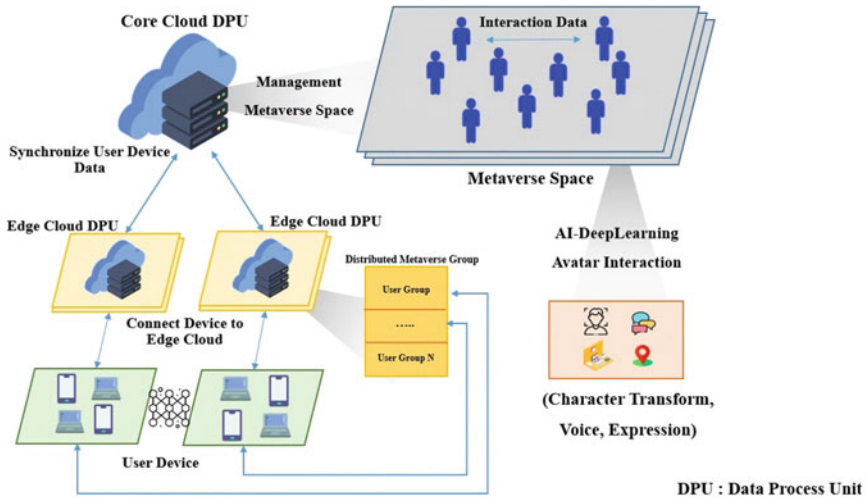 Core Cloud DPU
Interaction Data
Management
Metaverse Space
Synchronize User Device
Data
Metaverse Space
Edge Cloud DPU
Edge Cloud DPU
AI-DeepLearning
Avatar Interaction
Distributed Metaverse Group
User Group
.....
User Group N
Connect Device to
Edge Cloud
(Character Transform,
Voice, Expression)
User Device
DPU : Data Process Unit